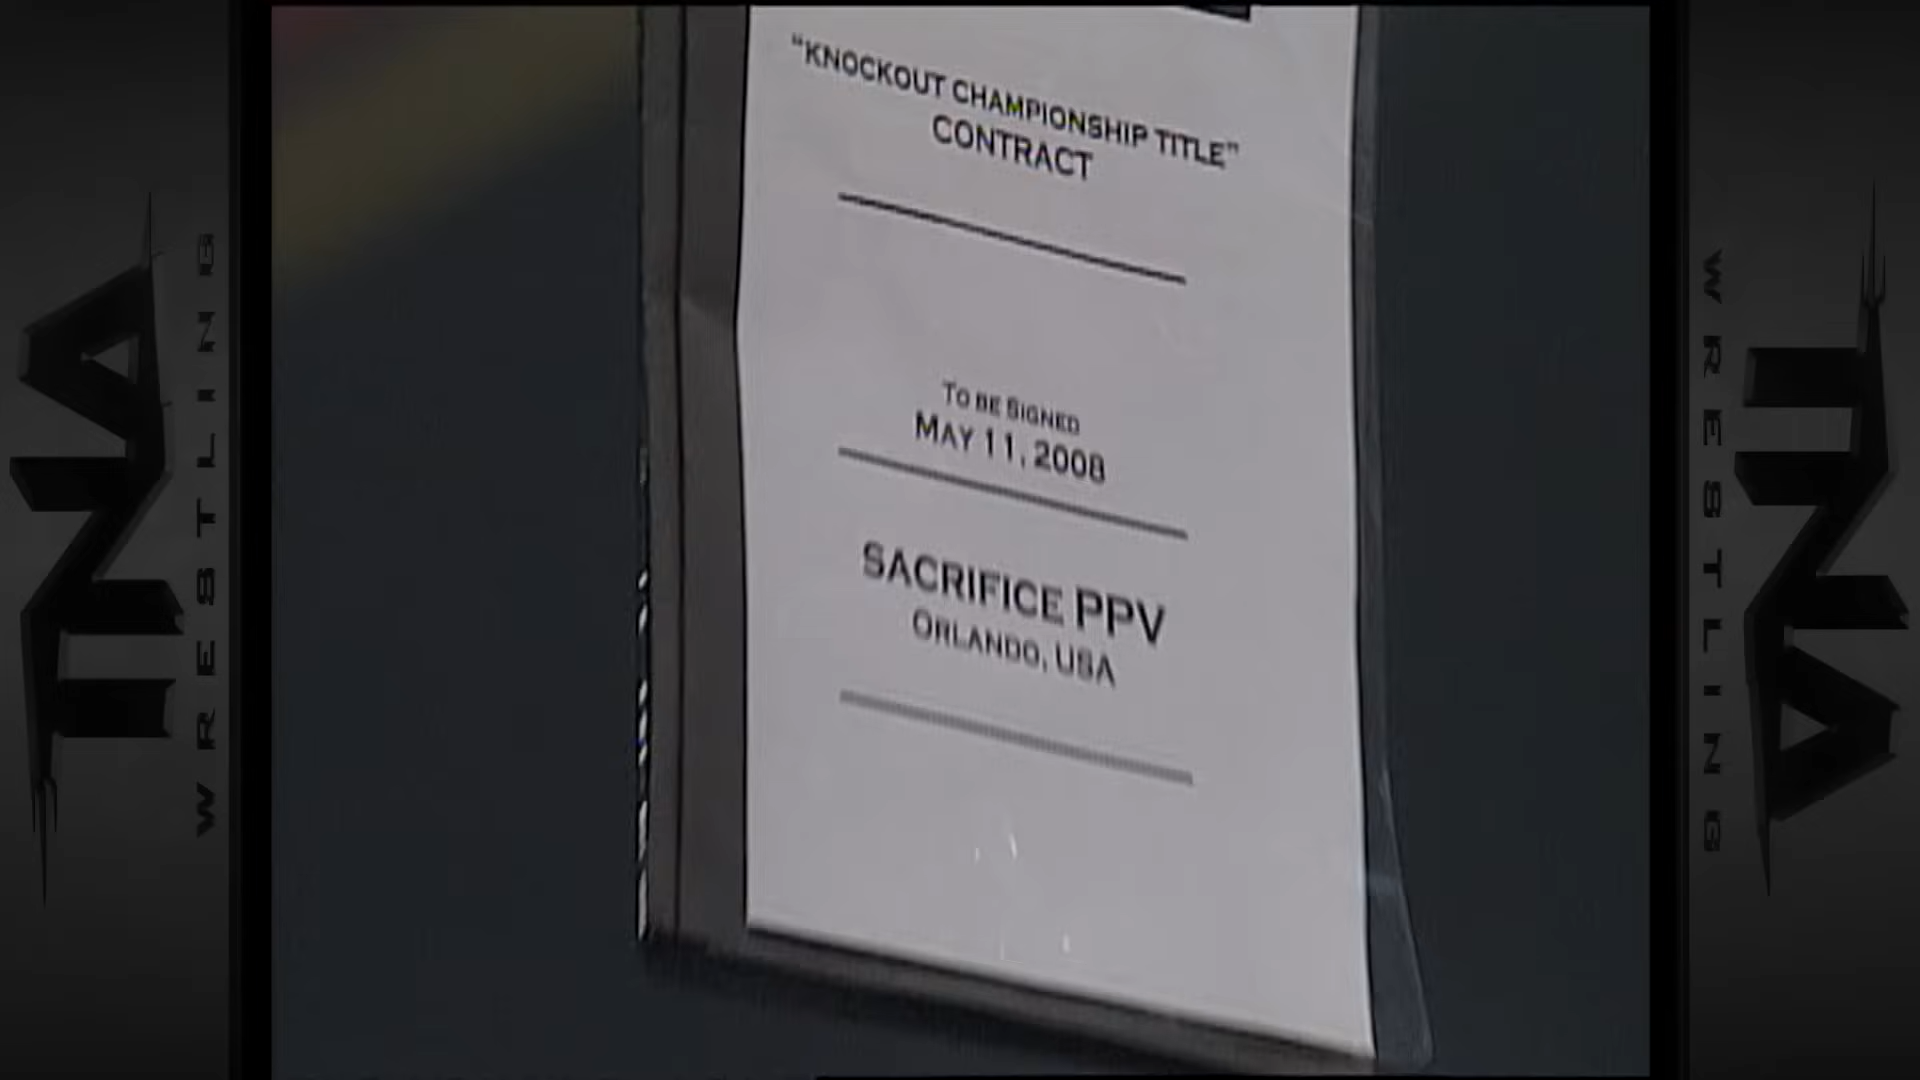 "KNOCKOUT CHAMPIONSHIP TITLE"
CONTRACT
TO BE SIGNED
MAY 11, 2008
SACRIFICE PPV
ORLANDO, USA
TNA
WRESTLING
TNA
WRESTLING